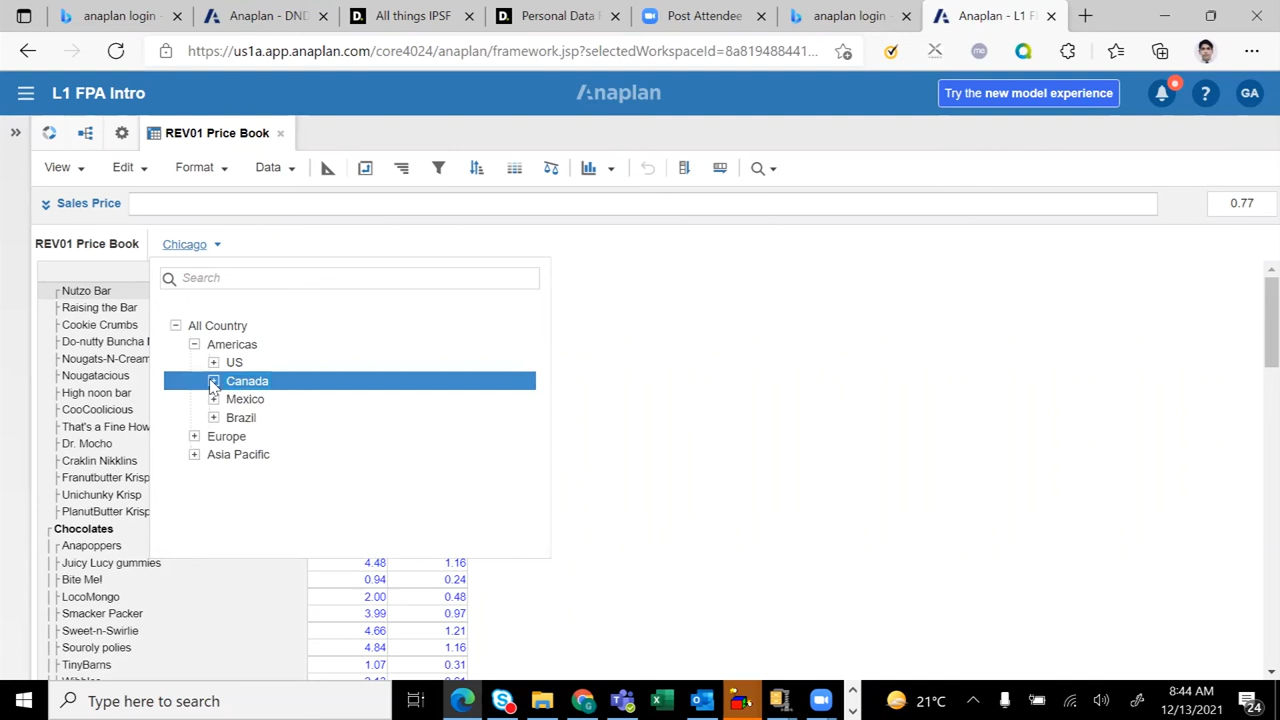 anaplan login -
Anaplan - DND
All things IPSF
Personal Data F
Post Attendee
anaplan login -
Anaplan - L1 F
https://us1a.app.anaplan.com/core4024/anaplan/framework.jsp?selectedWorkspaceId=8a819488441...
L1 FPA Intro
Anaplan
Try the new model experience
?
GA
REV01 Price Book
View
Edit
Format
Data
Sales Price
0.77
REV01 Price Book
Chicago
Search
All Country
Americas
US
Canada
Mexico
Brazil
Europe
Asia Pacific
Nutzo Bar
Raising the Bar
Cookie Crumbs
Do-nutty Buncha
Nougats-N-Cream
Nougatacious
High noon bar
CooCoolicious
That's a Fine How
Dr. Mocho
Craklin Nikklins
Franutbutter Krisp
Unichunky Krisp
PlanutButter Krisp
Chocolates
Anapoppers
Juicy Lucy gummies 4.48 1.16
Bite Me! 0.94 0.24
LocoMongo 2.00 0.48
Smacker Packer 3.99 0.97
Sweet-n-Swirlie 4.66 1.21
Souroly polies 4.84 1.16
TinyBarns 1.07 0.31
Type here to search
21°C
8:44 AM
12/13/2021
24